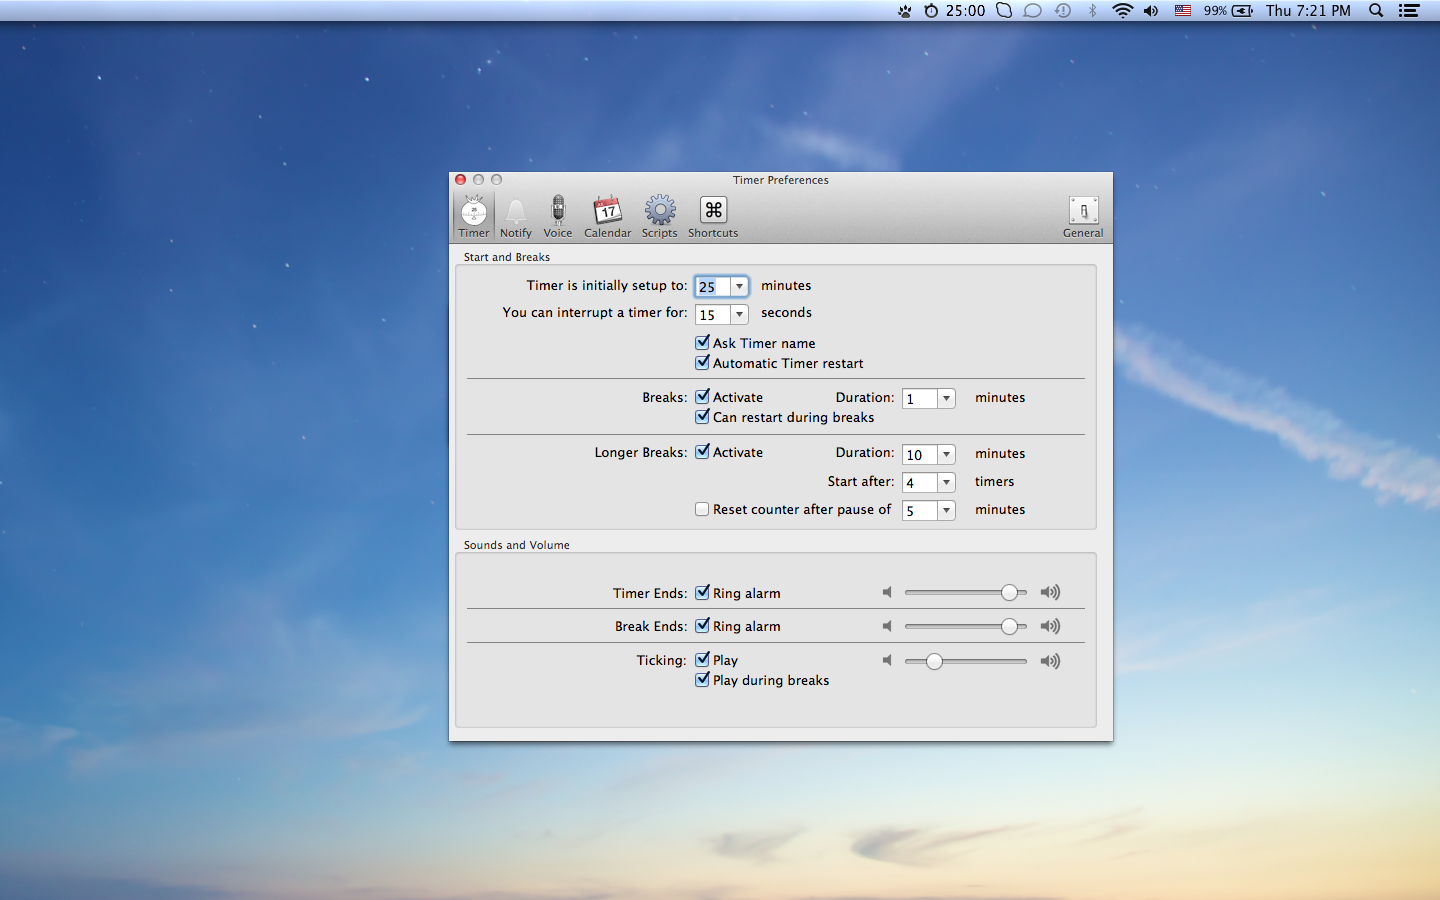 25:00 99% Thu 7:21 PM
Timer Preferences
Timer Notify Voice Calendar Scripts Shortcuts General
17
Start and Breaks
Timer is initially setup to: 25 minutes
You can interrupt a timer for: 15 seconds
Ask Timer name
Automatic Timer restart
Breaks: Activate Duration: 1 minutes
Can restart during breaks
Longer Breaks: Activate Duration: 10 minutes
Start after: 4 timers
Reset counter after pause of 5 minutes
Sounds and Volume
Timer Ends: Ring alarm
Break Ends: Ring alarm
Ticking: Play
Play during breaks